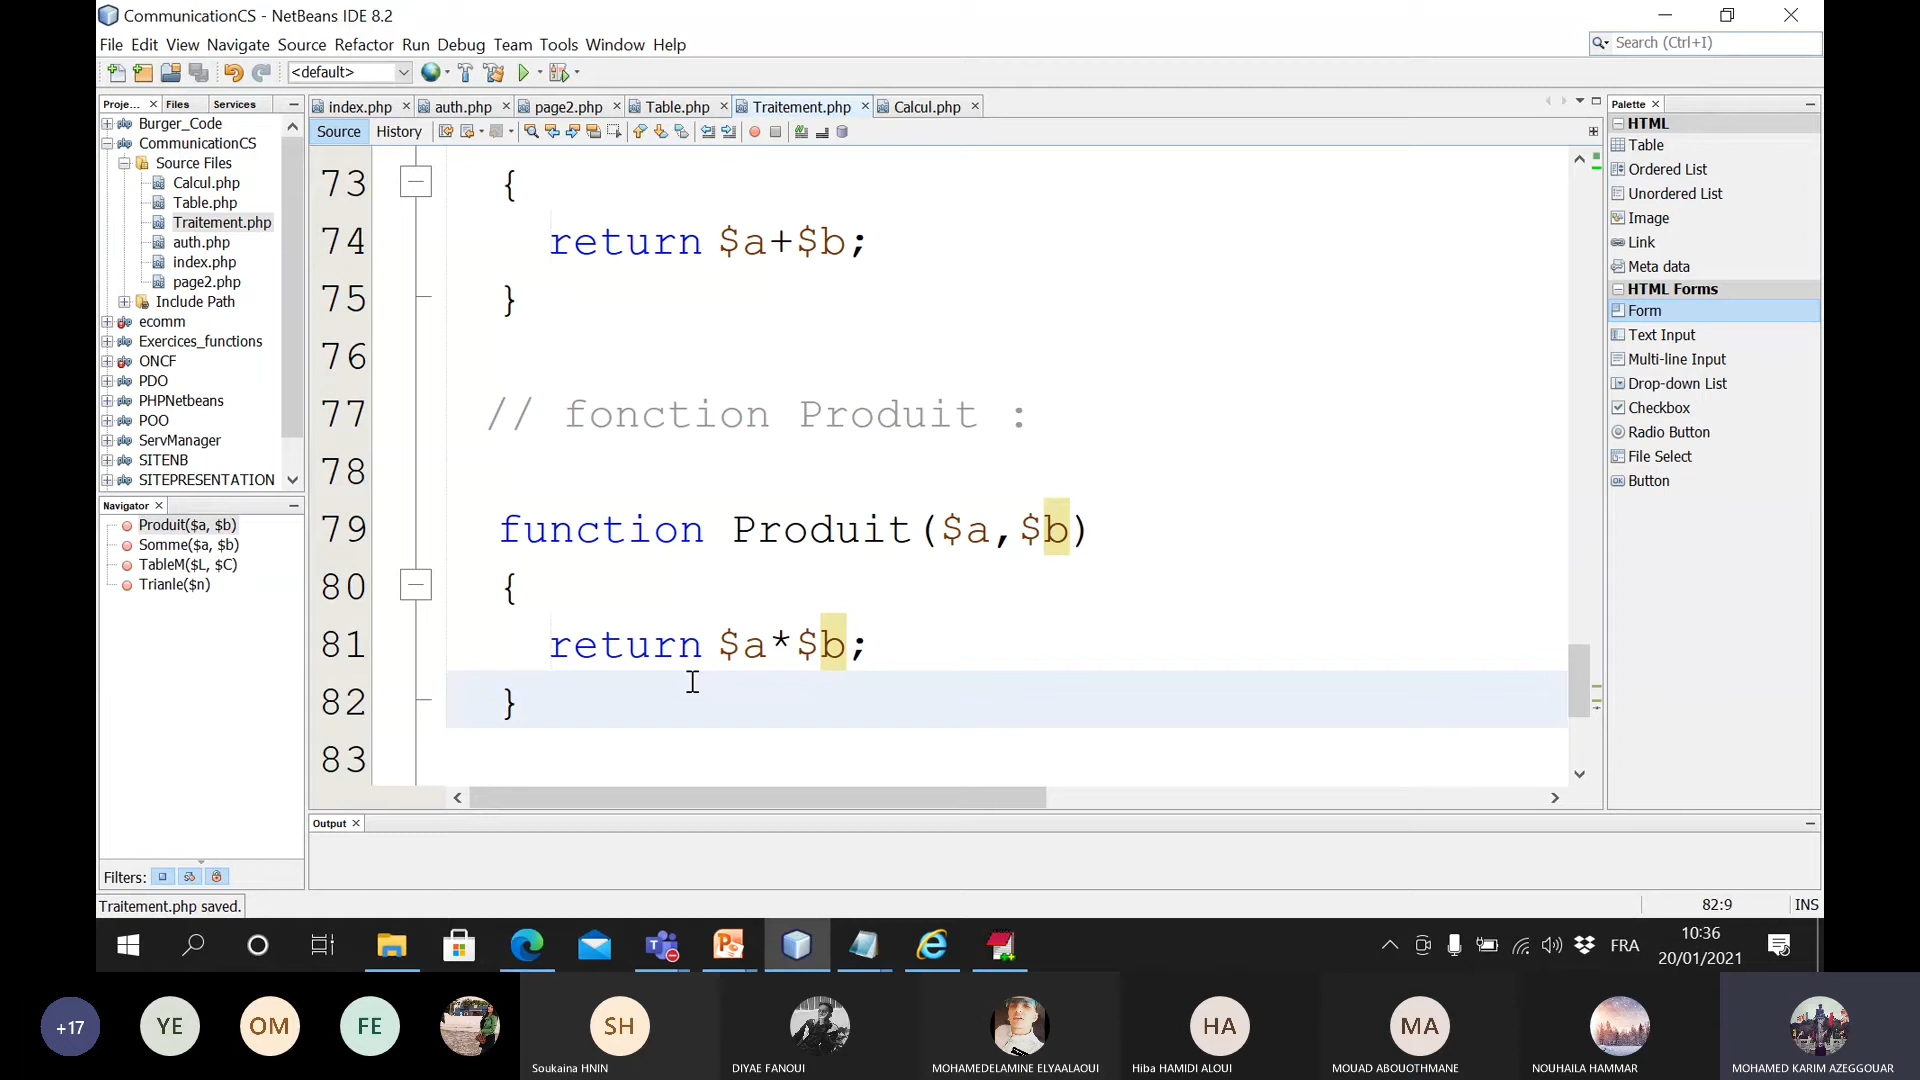 CommunicationCS - NetBeans IDE 8.2
File Edit View Navigate Source Refactor Run Debug Team Tools Window Help
Search (Ctrl+I)
<default>
Proje... Files Services
index.php auth.php page2.php Table.php Traitement.php Calcul.php
Source History
Burger_Code
CommunicationCS
Source Files
Calcul.php
Table.php
Traitement.php
auth.php
index.php
page2.php
Include Path
ecomm
Exercices_functions
ONCF
PDO
PHPNetbeans
POO
ServManager
SITENB
SITEPRESENTATION
Navigator
Produit($a, $b)
Somme($a, $b)
TableM($L, $C)
Trianle($n)
Filters:
73 {
74 return $a+$b;
75 }
76
77 // fonction Produit :
78
79 function Produit($a,$b)
80 {
81 return $a*$b;
82 }
83
Palette
HTML
Table
Ordered List
Unordered List
Image
Link
Meta data
HTML Forms
Form
Text Input
Multi-line Input
Drop-down List
Checkbox
Radio Button
File Select
Button
Output
Traitement.php saved.
82:9 INS
FRA
10:36
20/01/2021
+17 YE OM FE SH HA MA
Soukaina HNIN
DIYAE FANOUI
MOHAMEDELAMINE ELYAALAOUI
Hiba HAMIDI ALOUI
MOUAD ABOUOTHMANE
NOUHAILA HAMMAR
MOHAMED KARIM AZEGGOUAR